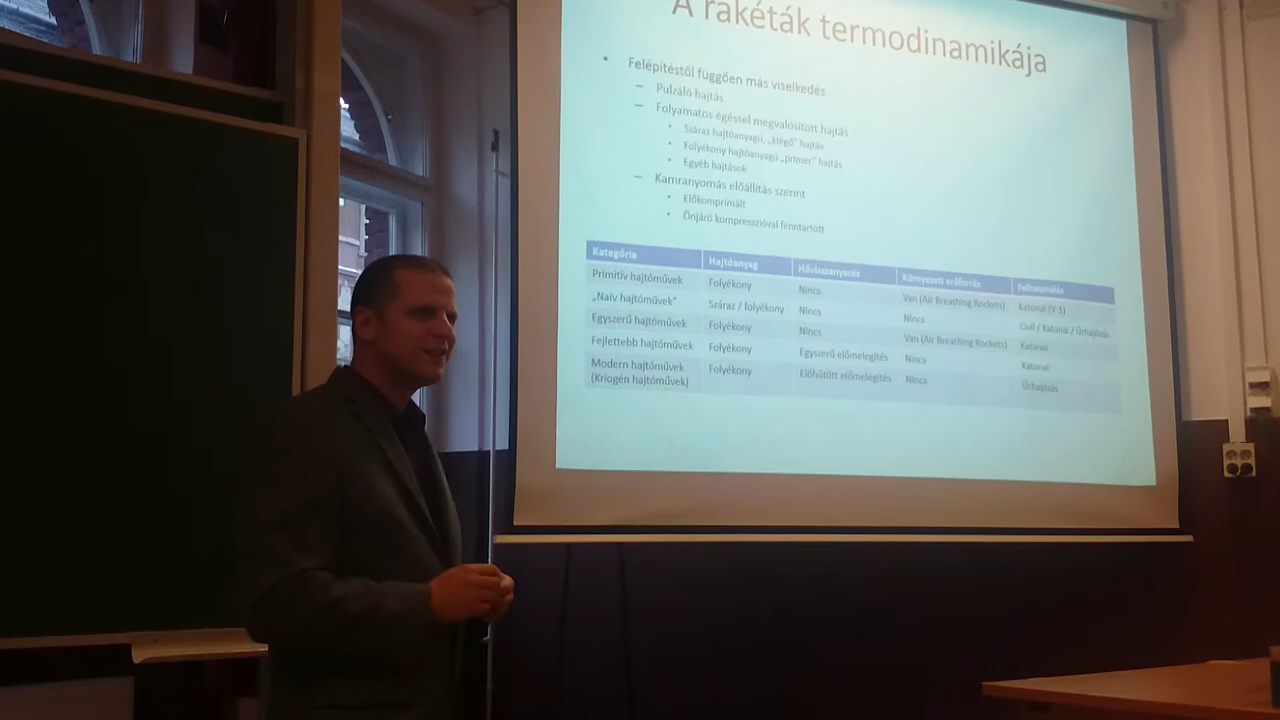 A rakéták termodinamikája
Felépítéstől függően más viselkedés
Pulzáló hajtás
Folyamatos égéssel megvalósított hajtás
Száraz hajtóanyagú, „kiégő" hajtás
Folyékony hajtóanyagú „primer" hajtás
Egyéb hajtások
Kamranyomás előállítás szerint
Előkomprimált
Önjáró kompresszióval fenntartott
Kategória Hajtóanyag Hővisszanyerés Környezeti erőforrás Felhasználás
Primitív hajtóművek Folyékony Nincs Van (Air Breathing Rockets) Katonai (V-1)
„Naiv hajtóművek" Száraz / folyékony Nincs Nincs Civil / Katonai / Űrhajózás
Egyszerű hajtóművek Folyékony Nincs Van (Air Breathing Rockets) Katonai
Fejlettebb hajtóművek Folyékony Egyszerű előmelegítés Nincs Katonai
Modern hajtóművek (Kriogén hajtóművek) Folyékony Előhűtött előmelegítés Nincs Űrhajózás